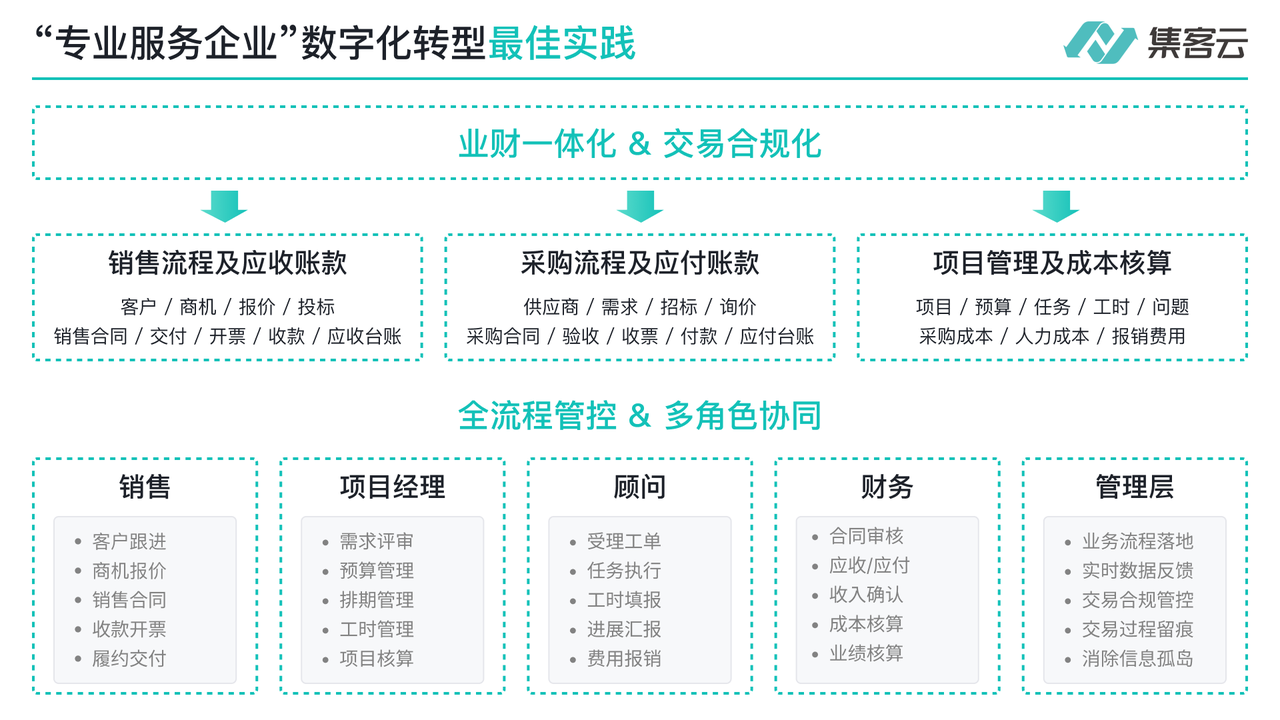 “专业服务企业”数字化转型最佳实践
集客云
业财一体化 & 交易合规化
销售流程及应收账款
客户 / 商机 / 报价 / 投标
销售合同 / 交付 / 开票 / 收款 / 应收台账
采购流程及应付账款
供应商 / 需求 / 招标 / 询价
采购合同 / 验收 / 收票 / 付款 / 应付台账
项目管理及成本核算
项目 / 预算 / 任务 / 工时 / 问题
采购成本 / 人力成本 / 报销费用
全流程管控 & 多角色协同
销售
• 客户跟进
• 商机报价
• 销售合同
• 收款开票
• 履约交付
项目经理
• 需求评审
• 预算管理
• 排期管理
• 工时管理
• 项目核算
顾问
• 受理工单
• 任务执行
• 工时填报
• 进展汇报
• 费用报销
财务
• 合同审核
• 应收/应付
• 收入确认
• 成本核算
• 业绩核算
管理层
• 业务流程落地
• 实时数据反馈
• 交易合规管控
• 交易过程留痕
• 消除信息孤岛